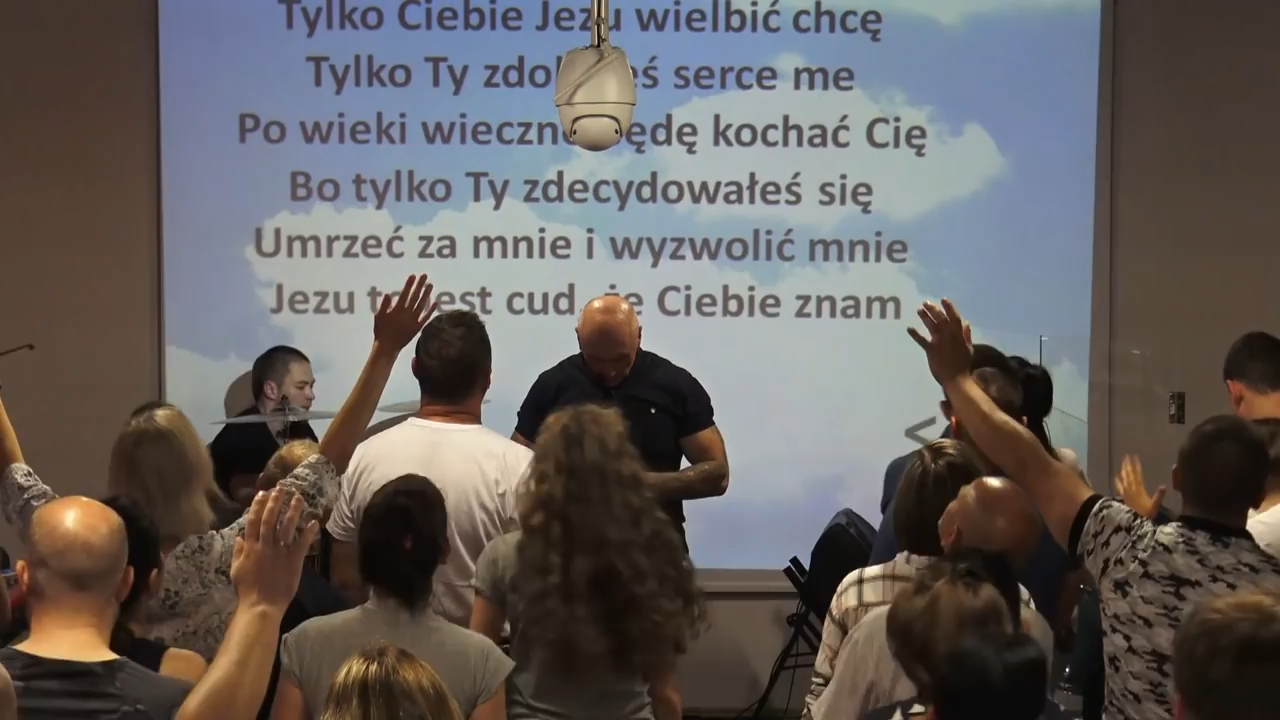 Tylko Ciebie Jezu wielbić chcę
Tylko Ty serce me
Po wieki kochać Cię
Bo tylko Ty zdecydowałeś się
Umrzeć za mnie i wyzwolić mnie
Jezu cud Ciebie znam
<